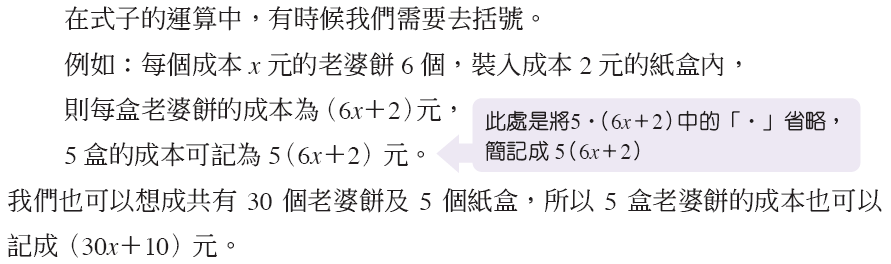 在式子的運算中，有時候我們需要去括號。
例如：每個成本 x 元的老婆餅 6 個，裝入成本 2 元的紙盒內，
則每盒老婆餅的成本為（6x＋2）元，
5 盒的成本可記為 5（6x＋2）元。
此處是將5‧（6x＋2）中的「‧」省略，
簡記成 5（6x＋2）
我們也可以想成共有 30 個老婆餅及 5 個紙盒，所以 5 盒老婆餅的成本也可以
記成（30x＋10）元。